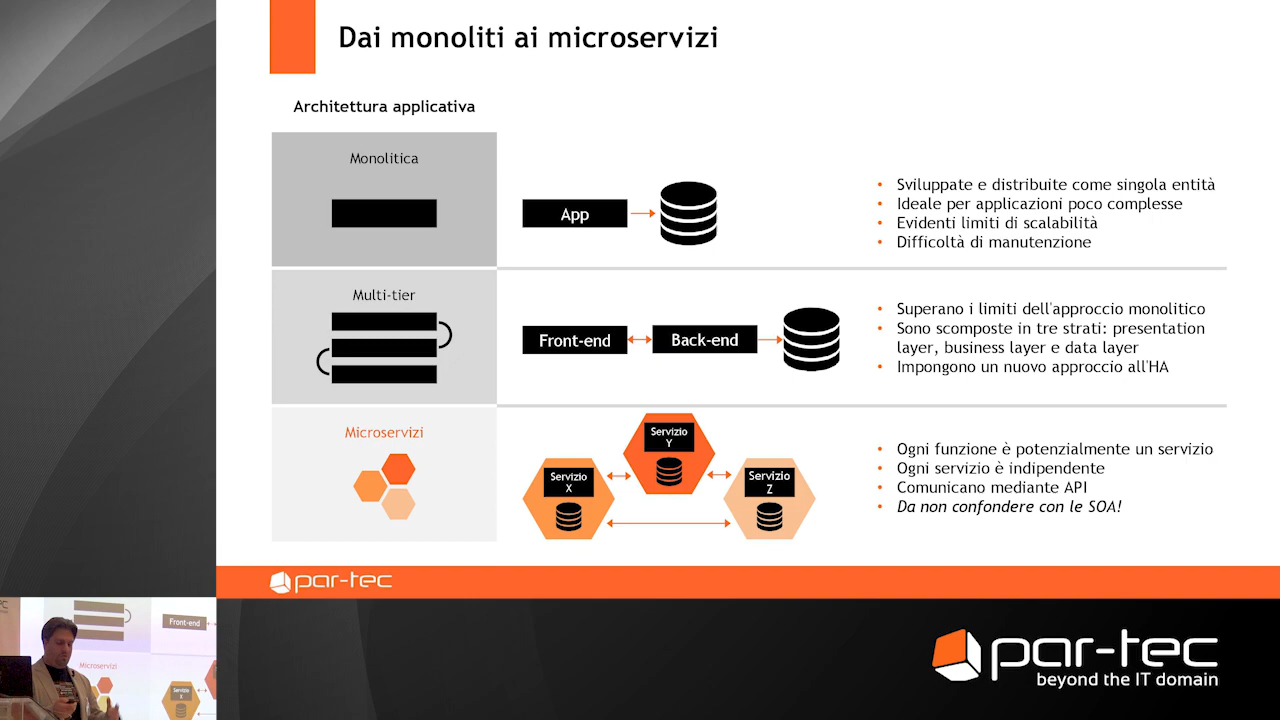 Dai monoliti ai microservizi
Architettura applicativa
Monolitica
App
• Sviluppate e distribuite come singola entità
• Ideale per applicazioni poco complesse
• Evidenti limiti di scalabilità
• Difficoltà di manutenzione
Multi-tier
Front-end
Back-end
• Superano i limiti dell'approccio monolitico
• Sono scomposte in tre strati: presentation
layer, business layer e data layer
• Impongono un nuovo approccio all'HA
Microservizi
Servizio
X
Servizio
Y
Servizio
Z
• Ogni funzione è potenzialmente un servizio
• Ogni servizio è indipendente
• Comunicano mediante API
• Da non confondere con le SOA!
par-tec
Front-end
Microservizi
Servizio
X
par-tec
beyond the IT domain